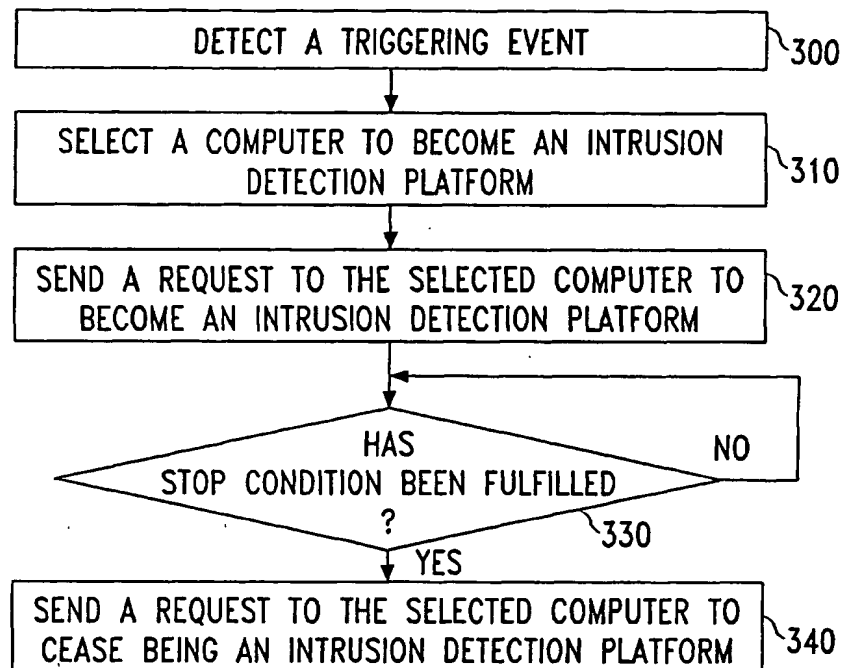 DETECT A TRIGGERING EVENT
300
SELECT A COMPUTER TO BECOME AN INTRUSION
DETECTION PLATFORM
310
SEND A REQUEST TO THE SELECTED COMPUTER TO
BECOME AN INTRUSION DETECTION PLATFORM
320
HAS
STOP CONDITION BEEN FULFILLED
?
NO
330
YES
SEND A REQUEST TO THE SELECTED COMPUTER TO
CEASE BEING AN INTRUSION DETECTION PLATFORM
340